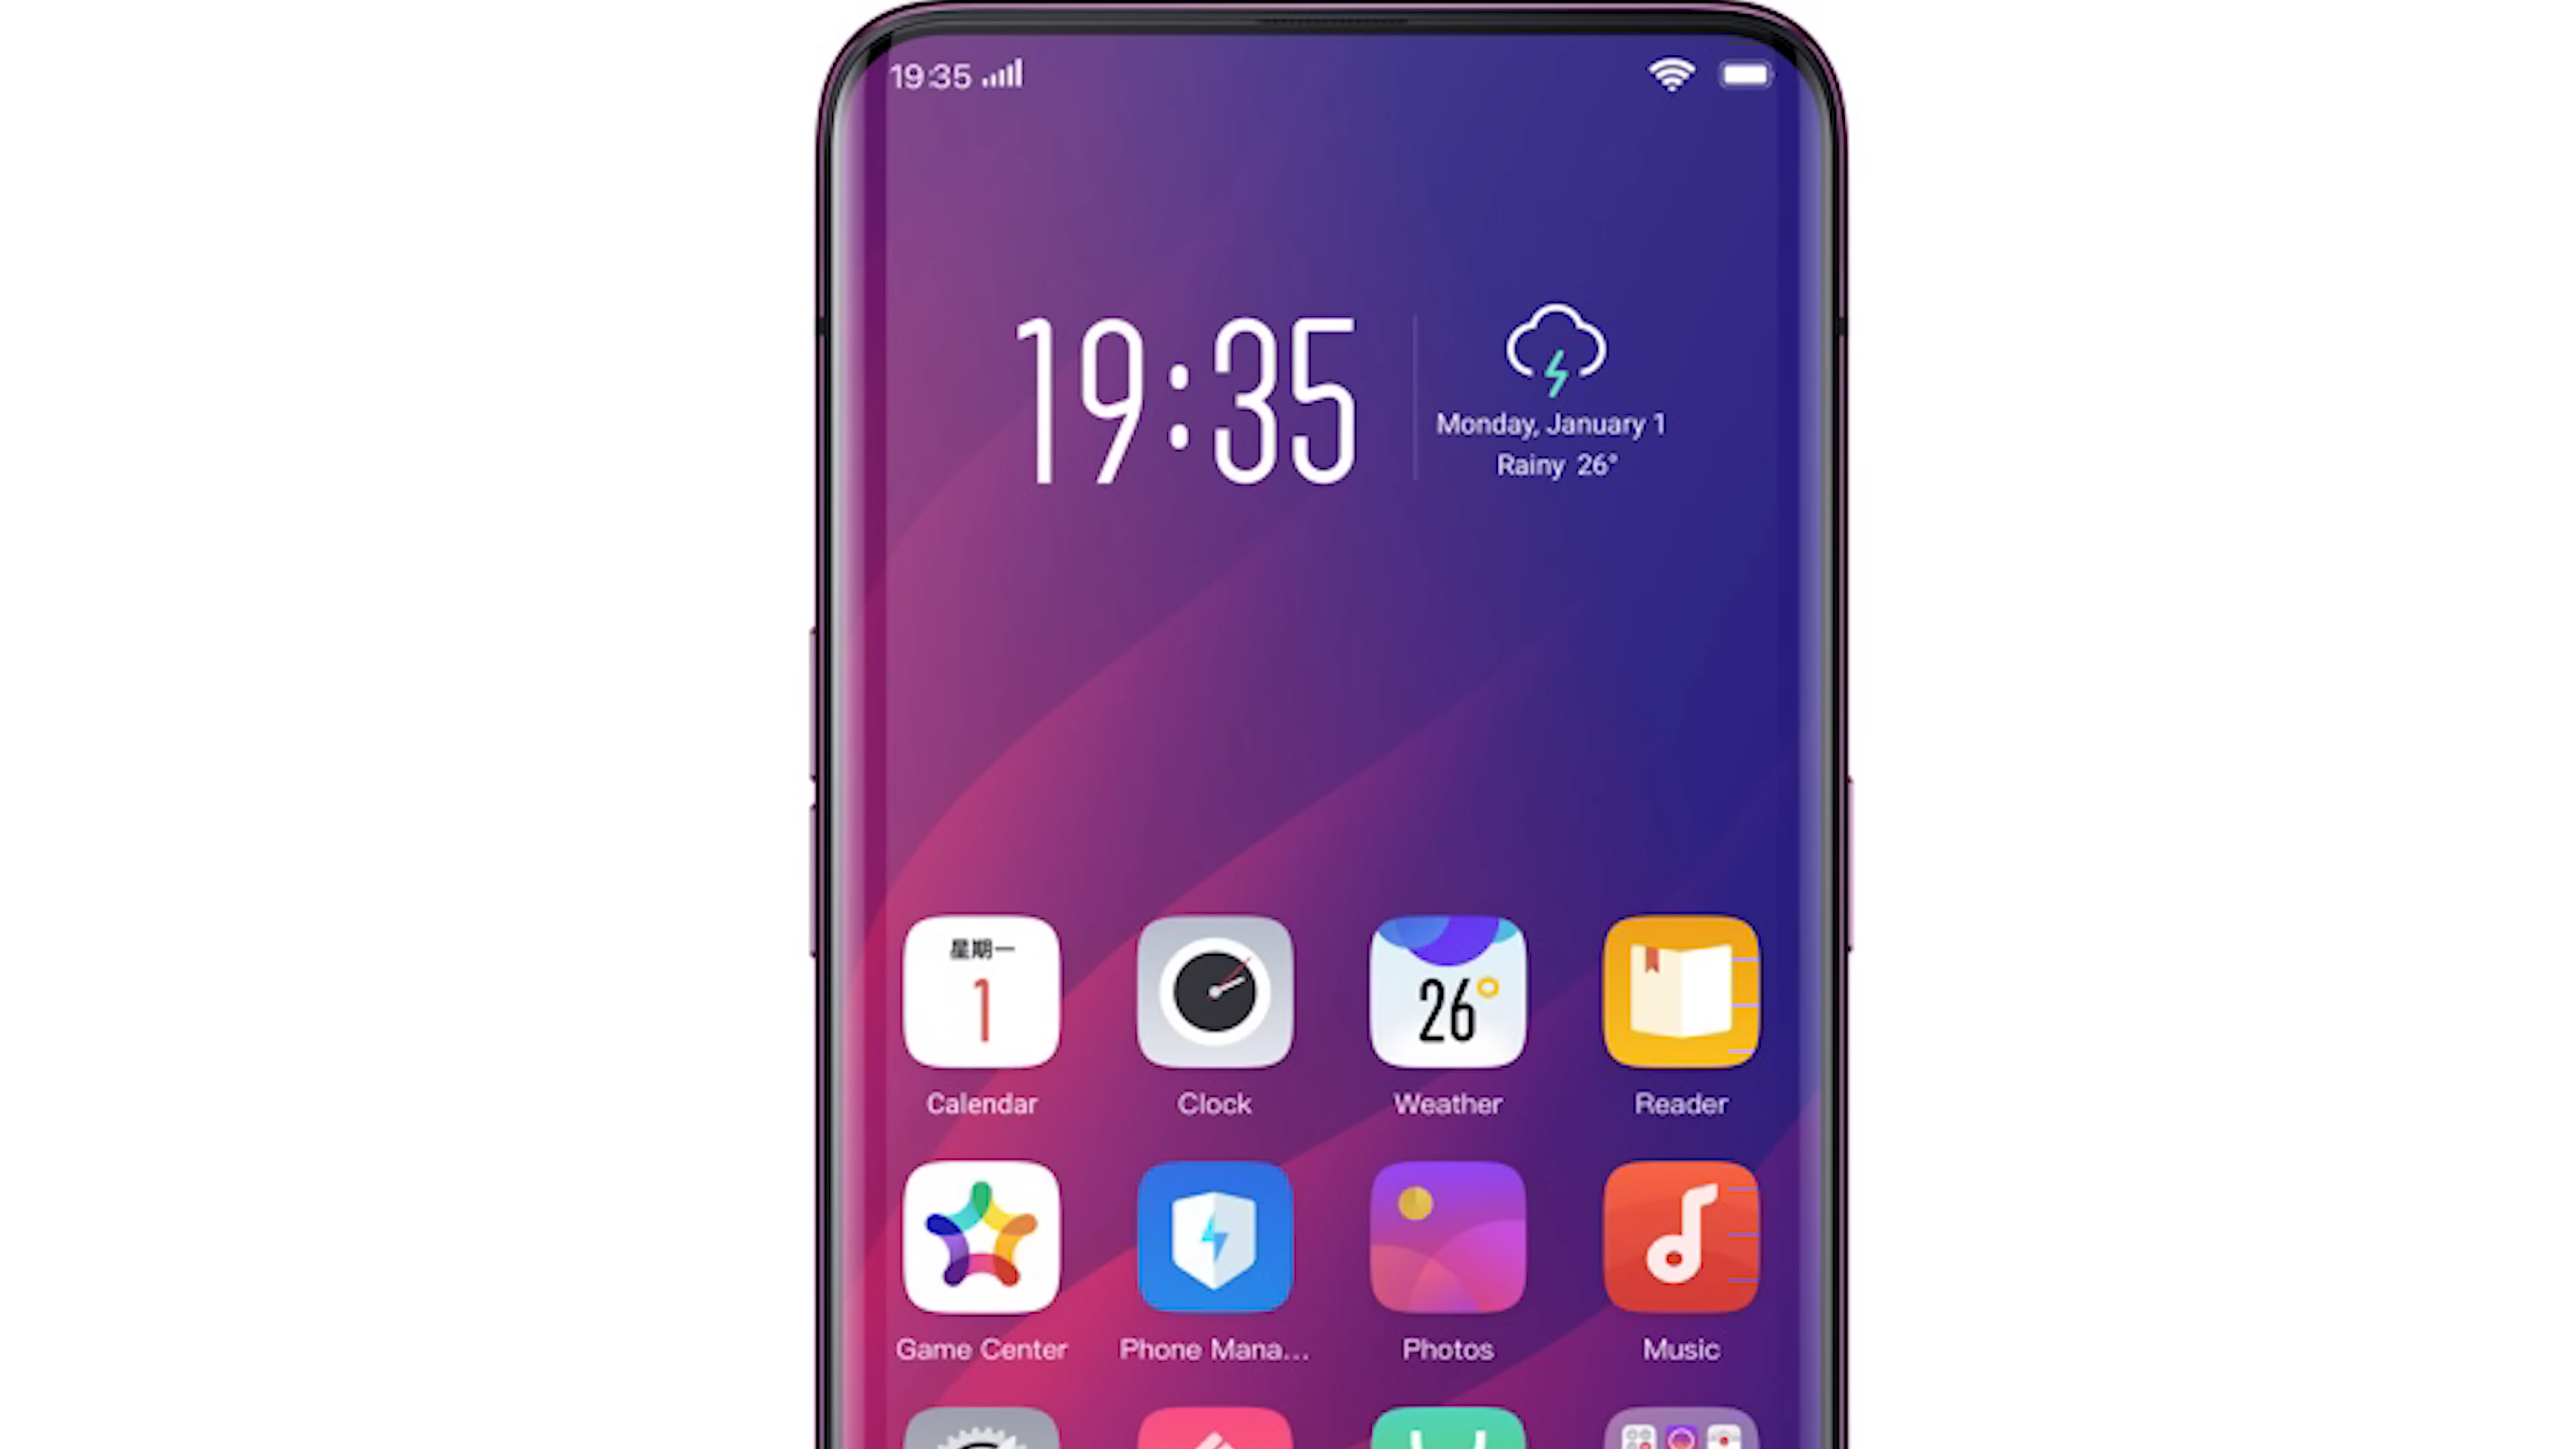 19:35
19:35
Monday, January 1
Rainy 26°
星期一
1
26°
Calendar
Clock
Weather
Reader
Game Center
Phone Mana...
Photos
Music